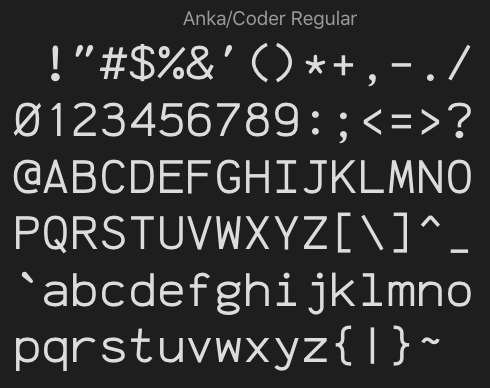 Anka/Coder Regular
!"#$%&'()*+,-./
0123456789:;<=>?
@ABCDEFGHIJKLMNO
PQRSTUVWXYZ[\]^_
`abcdefghijklmno
pqrstuvwxyz{|}~